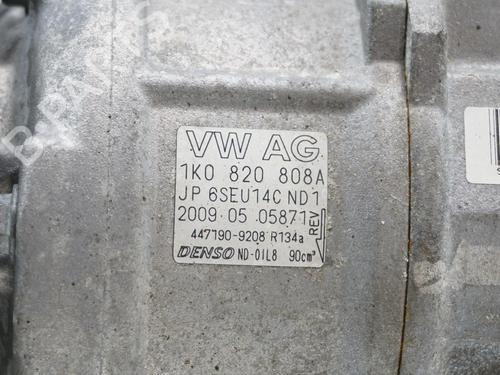 VW AG
1K0 820 808A
JP 6SEU14C ND1
2009 05 05871
REV
447190-9208 R134a
DENSO ND-OIL8 90cm³
B-PARTS